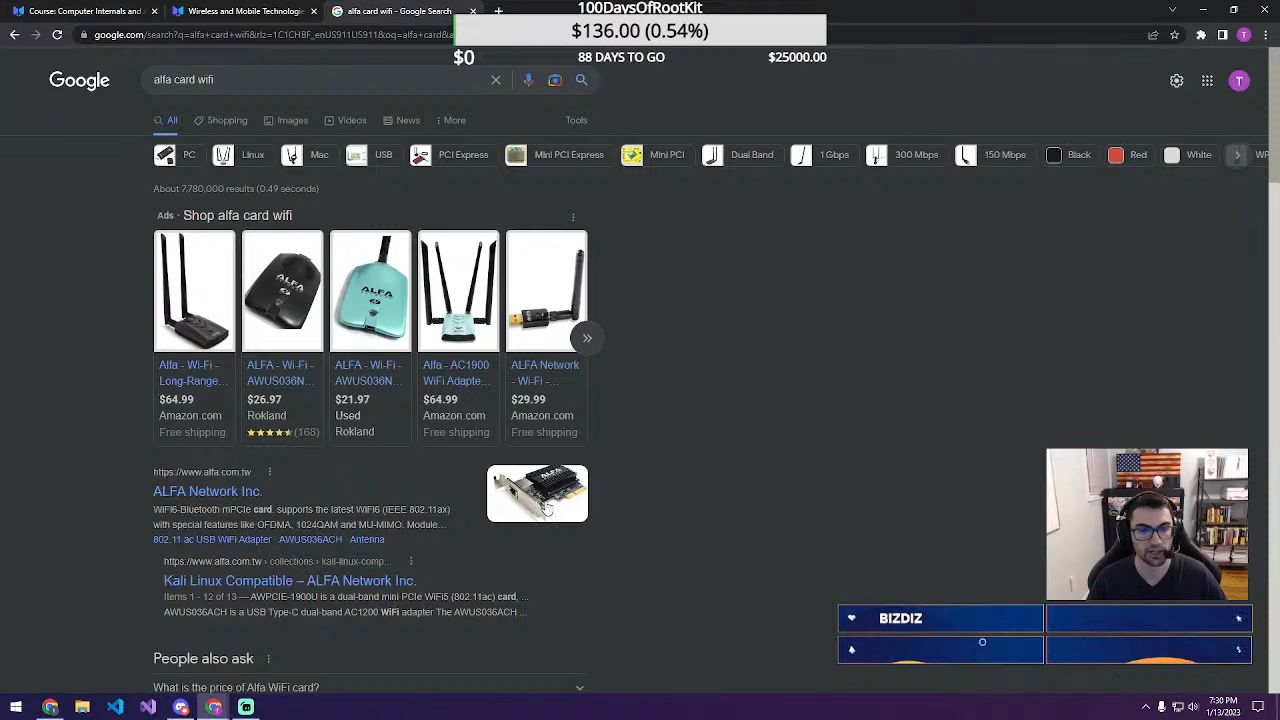 Course: Computer Internals and
Wireless and Mobile Technology
alfa card wifi - Google Search
100DaysOfRootKit
$136.00 (0.54%)
$0
88 DAYS TO GO
$25000.00
google.com/search?q=alfa+card+wifi&rlz=1C1CHBF_enUS911US911&oq=
T
Google
alfa card wifi
T
All
Shopping
Images
Videos
News
More
Tools
PC
Linux
Mac
USB
PCI Express
Mini PCI Express
Mini PCI
Dual Band
1 Gbps
300 Mbps
150 Mbps
Black
Red
White
About 7,780,000 results (0.49 seconds)
Ads · Shop alfa card wifi
Alfa - Wi-Fi -
Long-Range...
$64.99
Amazon.com
Free shipping
ALFA - Wi-Fi -
AWUS036N...
$26.97
Rokland
(168)
ALFA - Wi-Fi -
AWUS036N...
$21.97
Used
Rokland
Alfa - AC1900
WiFi Adapte...
$64.99
Amazon.com
Free shipping
ALFA Network
- Wi-Fi -...
$29.99
Amazon.com
Free shipping
https://www.alfa.com.tw
ALFA Network Inc.
WIFI6-Bluetooth mPCIe card, supports the latest WiFi6 (IEEE 802.11ax)
with special features like OFDMA, 1024QAM and MU-MIMO. Module...
802.11 ac USB WiFi Adapter · AWUS036ACH · Antenna
https://www.alfa.com.tw › collections › kali-linux-comp...
Kali Linux Compatible – ALFA Network Inc.
Items 1 - 12 of 13 — AWPCIE-1900U is a dual-band mini PCIe WiFi5 (802.11ac) card, ...
AWUS036ACH is a USB Type-C dual-band AC1200 WiFi adapter The AWUS036ACH ...
People also ask
What is the price of Alfa WiFi card?
BIZDIZ
7:30 PM
1/13/2023